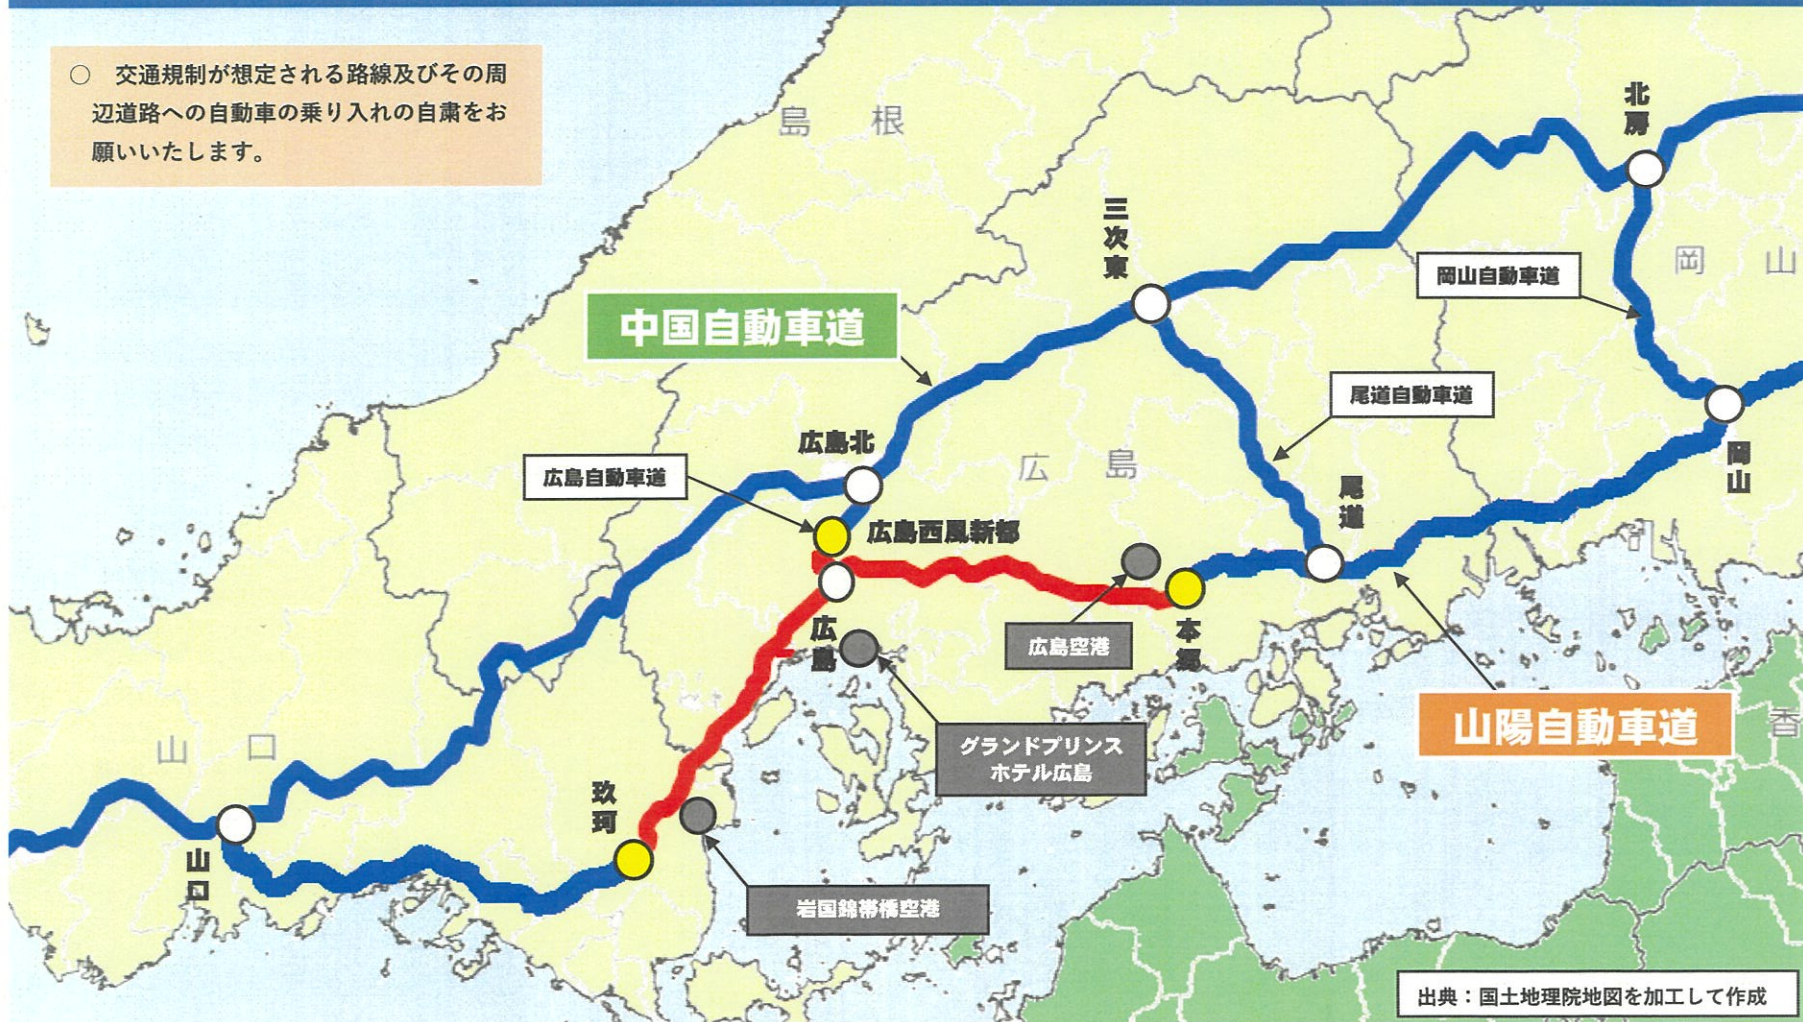 ○ 交通規制が想定される路線及びその周
辺道路への自動車の乗り入れの自粛をお
願いいたします。
島根
北房
三次東
岡山
岡山自動車道
中国自動車道
尾道自動車道
広島北
広島
広島自動車道
岡山
尾道
広島西風新都
広島
広島空港
本郷
山陽自動車道
香
山口
グランドプリンス
ホテル広島
玖珂
山口
岩国錦帯橋空港
出典：国土地理院地図を加工して作成